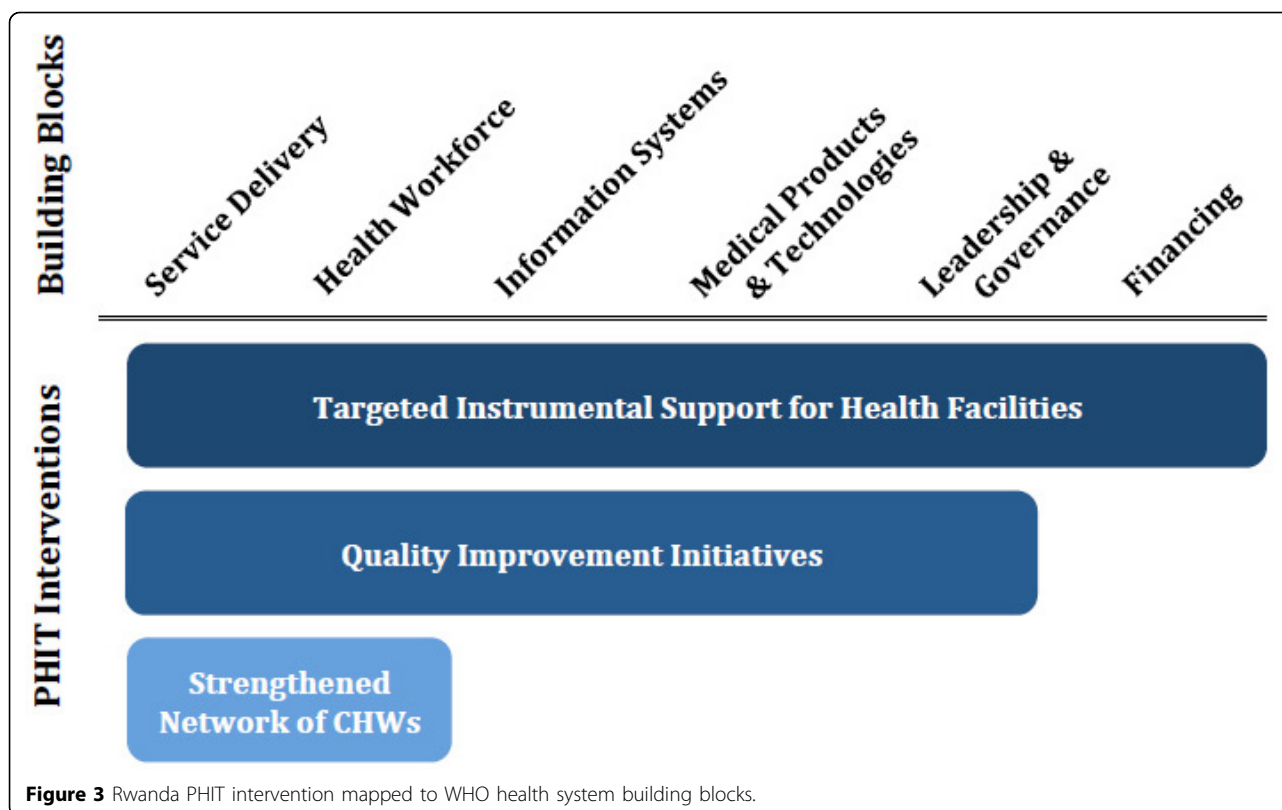 Building Blocks
Service Delivery
Health Workforce
Information Systems
Medical Products
& Technologies
Leadership &
Governance
Financing
PHIT Interventions
Targeted Instrumental Support for Health Facilities
Quality Improvement Initiatives
Strengthened
Network of CHWs
Figure 3 Rwanda PHIT intervention mapped to WHO health system building blocks.